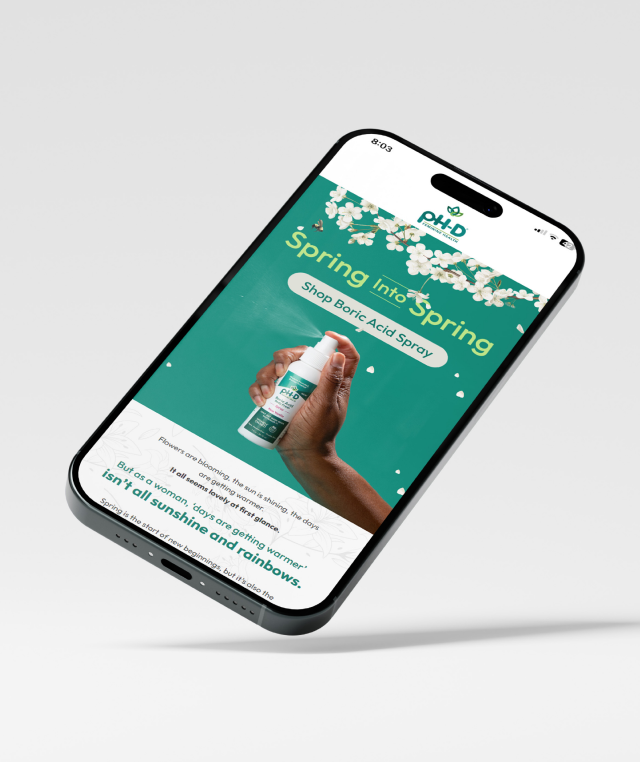 8:03
pH-D
FEMININE HEALTH
Spring Into Spring
Shop Boric Acid Spray
pH-D
Boric Acid
Flowers are blooming, the sun is shining, the days
are getting warmer.
It all seems lovely at first glance.
But as a woman, 'days are getting warmer'
isn't all sunshine and rainbows.
Spring is the start of new beginnings, but it's also the